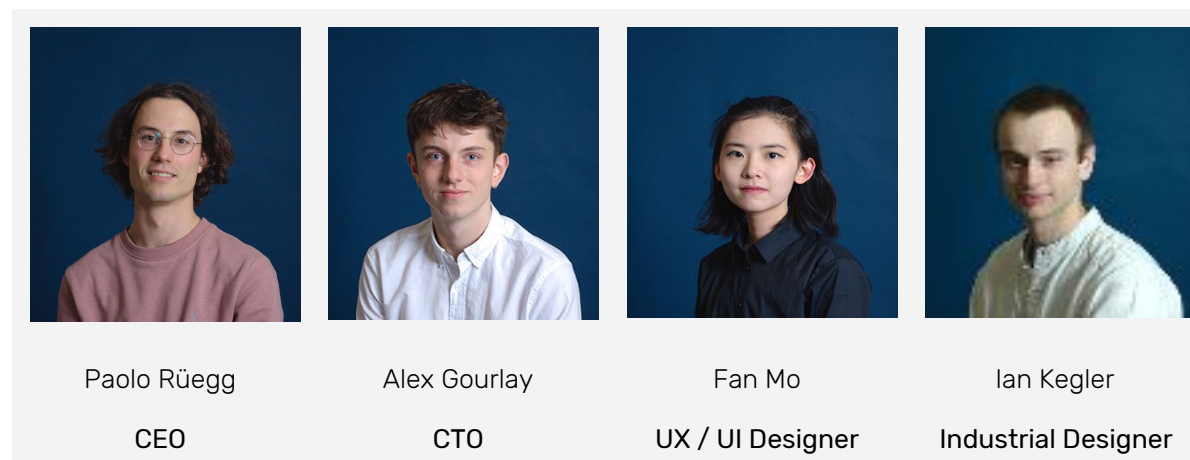 Paolo Rüegg
Alex Gourlay
Fan Mo
Ian Kegler
CEO
CTO
UX / UI Designer
Industrial Designer